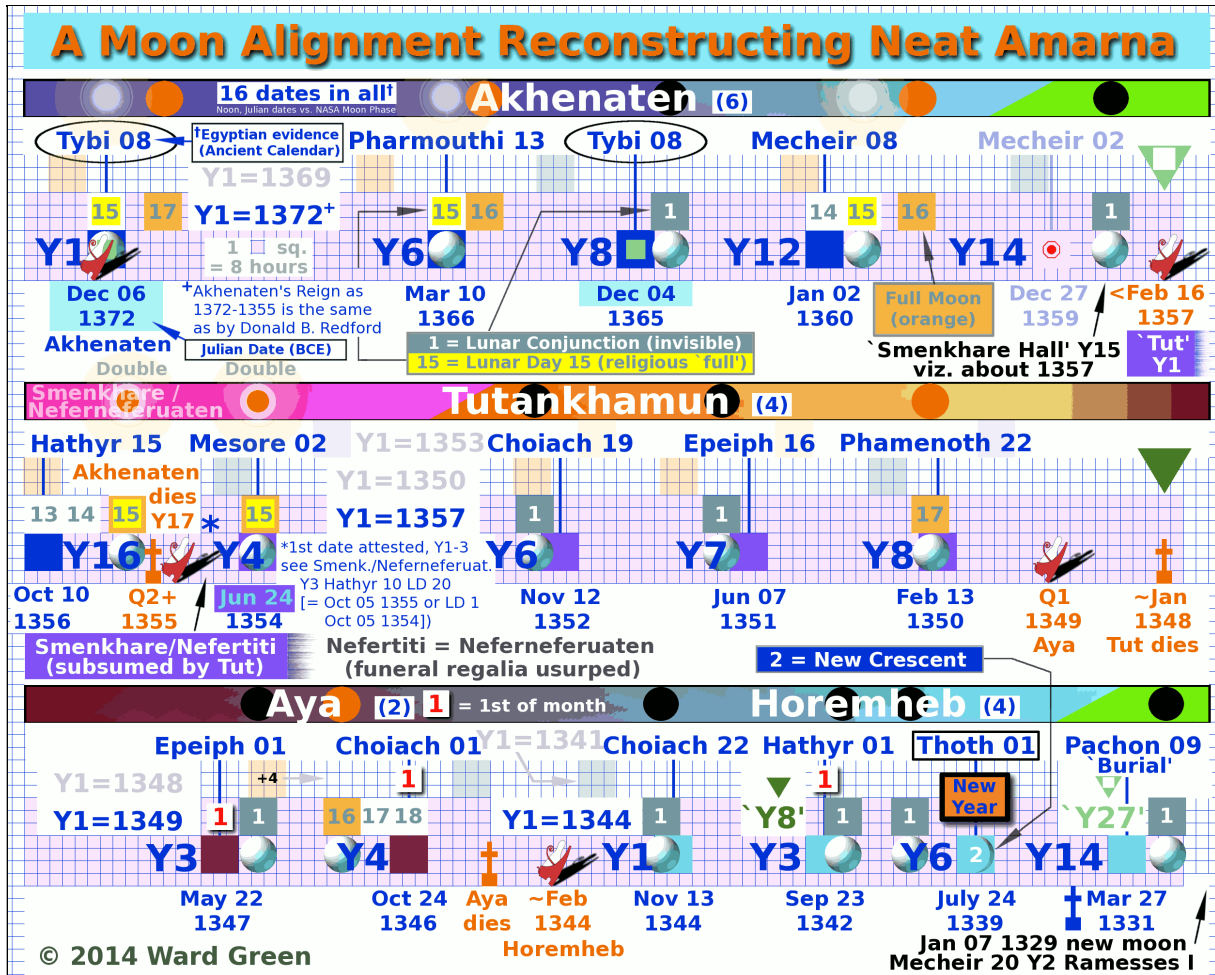 A Moon Alignment Reconstructing Neat Amarna
16 dates in all†
Noon, Julian dates vs. NASA Moon Phase
Akhenaten (6)
Tybi 08
†Egyptian evidence
(Ancient Calendar)
Pharmouthi 13
Tybi 08
Mecheir 08
Mecheir 02
Y1=1369
15
17
Y1=1372+
15
16
1
14
15
16
1
Y1
1 sq.
= 8 hours
Y6
Y8
Y12
Y14
Dec 06
1372
Akhenaten
+Akhenaten's Reign as
1372-1355 is the same
as by Donald B. Redford
Julian Date (BCE)
Mar 10
1366
Dec 04
1365
Jan 02
1360
Full Moon
(orange)
Dec 27
1359
<Feb 16
1357
1 = Lunar Conjunction (invisible)
15 = Lunar Day 15 (religious `full')
`Smenkhare Hall' Y15
viz. about 1357
`Tut'
Y1
Double
Double
Smenkhare /
Neferneferuaten
Tutankhamun (4)
Hathyr 15
Mesore 02
Y1=1353
Choiach 19
Epeiph 16
Phamenoth 22
Akhenaten
dies
Y17
Y1=1350
13 14
15
*
15
Y1=1357
1
1
17
Y16
Y4
*1st date attested, Y1-3
see Smenk./Neferneferuat.
Y3 Hathyr 10 LD 20
[= Oct 05 1355 or LD 1
Oct 05 1354])
Y6
Y7
Y8
Oct 10
1356
Q2+
1355
Jun 24
1354
Nov 12
1352
Jun 07
1351
Feb 13
1350
Q1
1349
Aya
~Jan
1348
Tut dies
Smenkhare/Nefertiti
(subsumed by Tut)
Nefertiti = Neferneferuaten
(funeral regalia usurped)
2 = New Crescent
Aya (2)
1 = 1st of month
Horemheb (4)
Epeiph 01
Choiach 01
Y1=1341
Choiach 22
Hathyr 01
Thoth 01
Pachon 09
`Burial'
Y1=1348
+4
1
1
New
Year
Y1=1349
1
1
16 17 18
Y1=1344
1
`Y8'
1
1
`Y27'
1
Y3
Y4
Y1
Y3
Y6
2
Y14
May 22
1347
Oct 24
1346
Aya
dies
~Feb
1344
Horemheb
Nov 13
1344
Sep 23
1342
July 24
1339
Mar 27
1331
Jan 07 1329 new moon
Mecheir 20 Y2 Ramesses I
© 2014 Ward Green